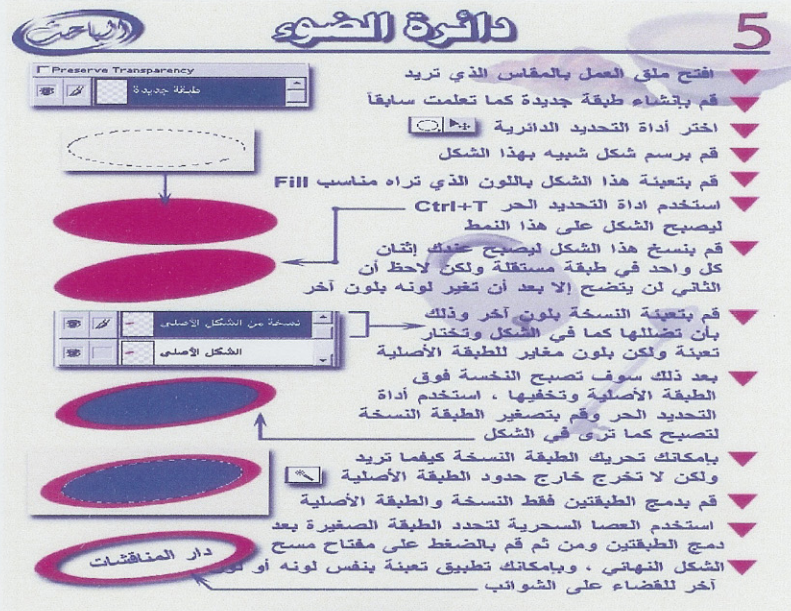 5
دائرة الضوء
الباحث
افتح ملق العمل بالمقاس الذي تريد
Preserve Transparency
طبقة جديدة
قم بإنشاء طبقة جديدة كما تعلمت سابقاً
اختر أداة التحديد الدائرية
قم برسم شكل شبيه بهذا الشكل
قم بتعبئة هذا الشكل باللون الذي تراه مناسب Fill
استخدم اداة التحديد الحر Ctrl+T
ليصبح الشكل على هذا النمط
قم بنسخ هذا الشكل ليصبح عندك إثنان
كل واحد في طبقة مستقلة ولكن لاحظ أن
الثاني لن يتضح إلا بعد أن تغير لونه بلون آخر
قم بتعبئة النسخة بلون آخر وذلك
بأن تضللها كما في الشكل وتختار
تعبئة ولكن بلون مغاير للطبقة الأصلية
نسخة من الشكل الأصلي
الشكل الأصلي
بعد ذلك سوف تصبح النخسة فوق
الطبقة الأصلية وتخفيها ، استخدم أداة
التحديد الحر وقم بتصغير الطبقة النسخة
لتصبح كما ترى في الشكل
بإمكانك تحريك الطبقة النسخة كيفما تريد
ولكن لا تخرج خارج حدود الطبقة الأصلية
قم بدمج الطبقتين فقط النسخة والطبقة الأصلية
استخدم العصا السحرية لتحدد الطبقة الصغيرة بعد
دمج الطبقتين ومن ثم قم بالضغط على مفتاح مسح
الشكل النهائي ، وبإمكانك تطبيق تعبئة بنفس لونه أو لون
آخر للقضاء على الشوائب
دار المناقشات